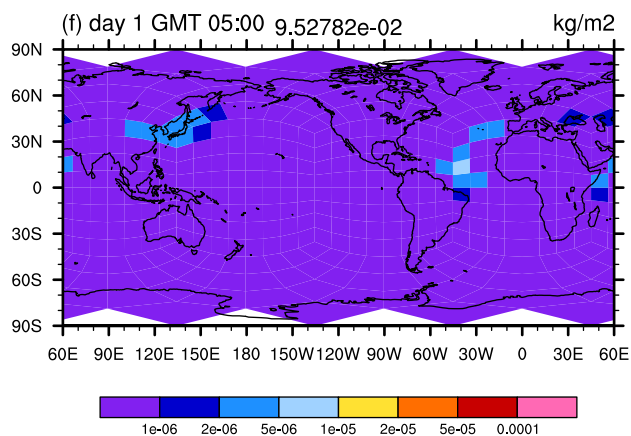 (f) day 1 GMT 05:00 9.52782e-02 kg/m2
90N
60N
30N
0
30S
60S
90S
60E 90E 120E 150E 180 150W 120W 90W 60W 30W 0 30E 60E
1e-06 2e-06 5e-06 1e-05 2e-05 5e-05 0.0001